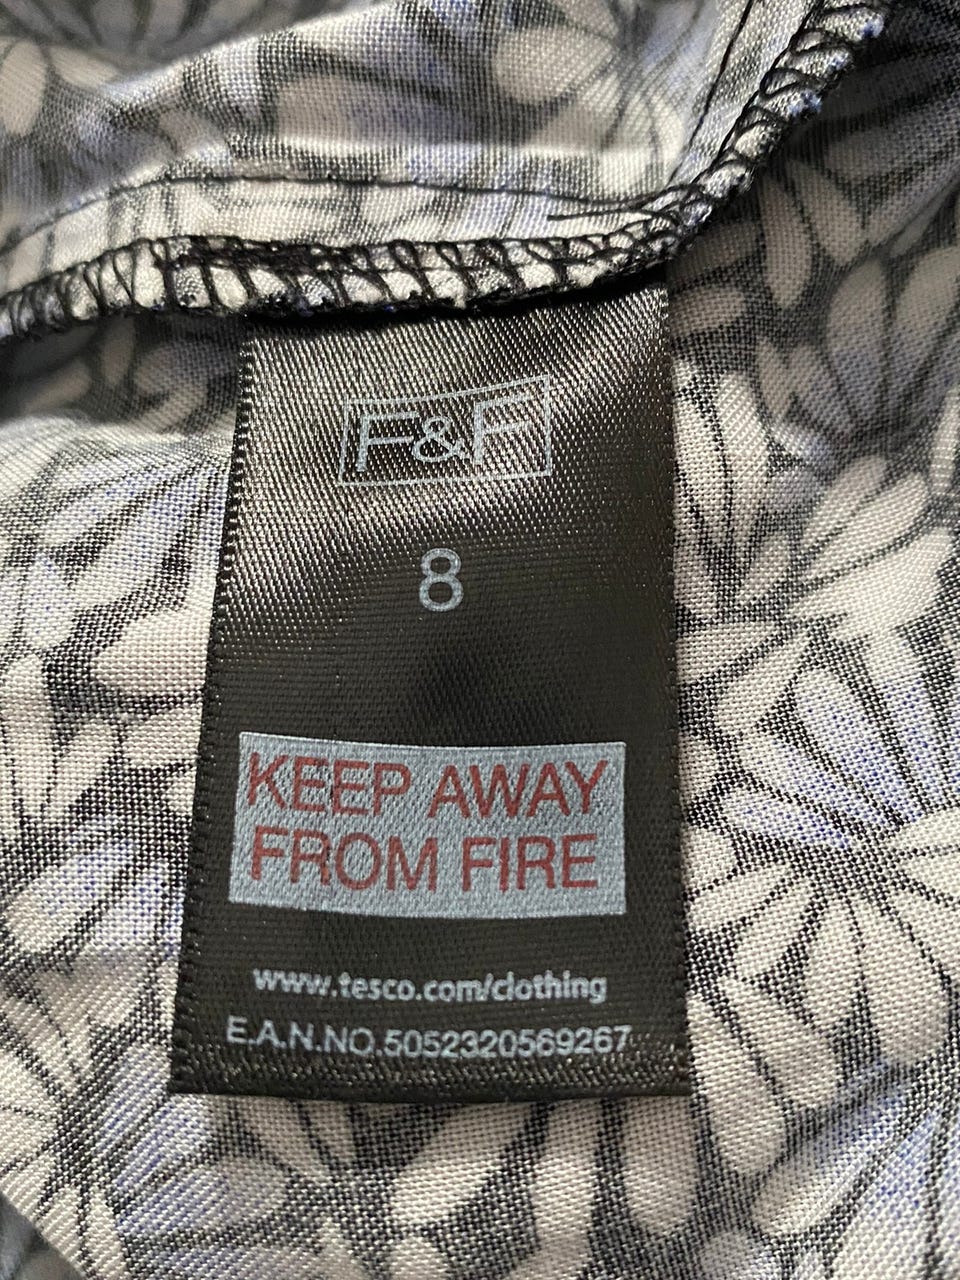 F&F
8
KEEP AWAY
FROM FIRE
www.tesco.com/clothing
E.A.N.NO.5052320569267